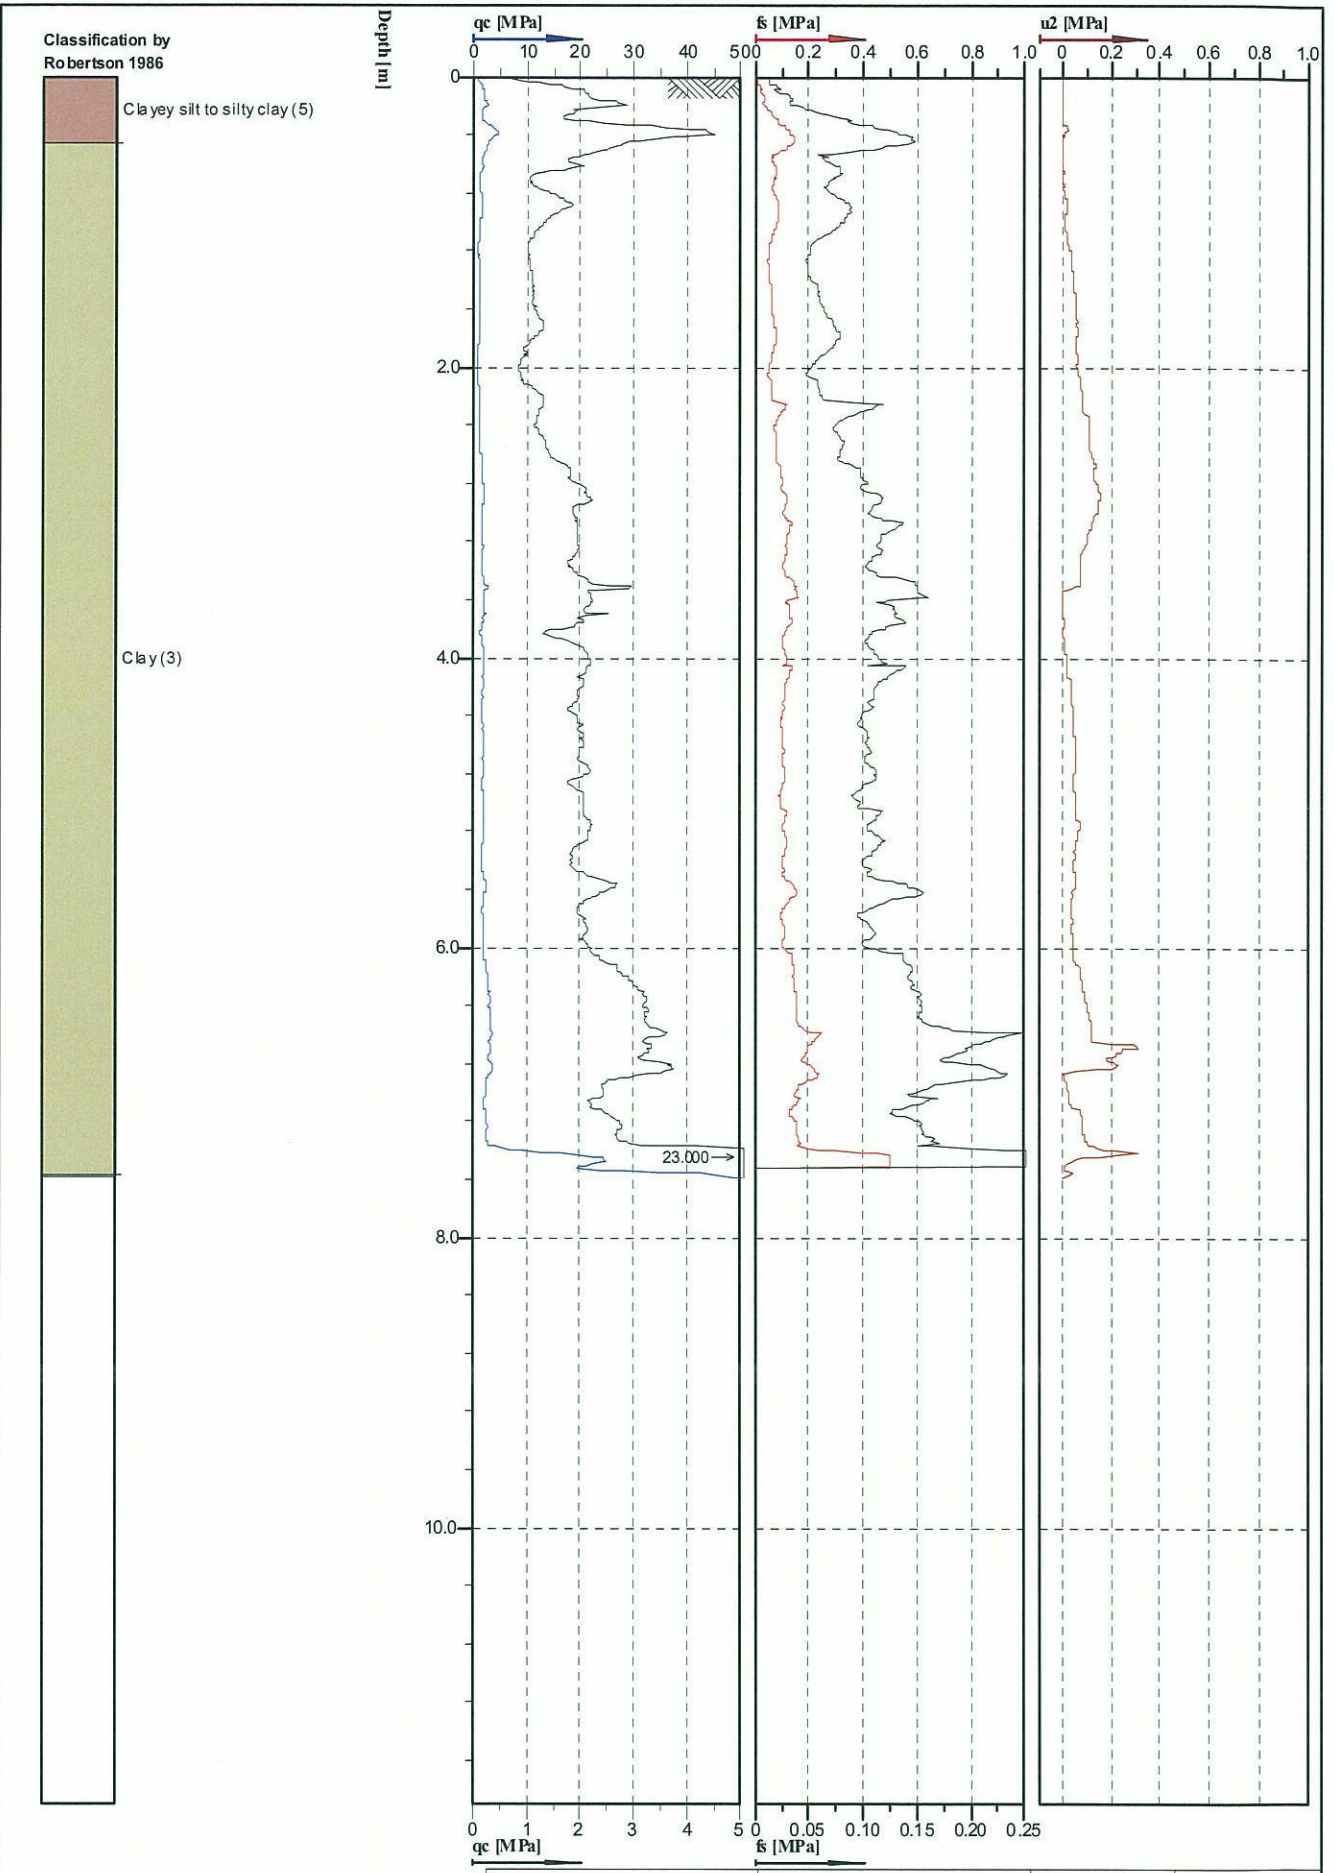 qc [MPa] fs [MPa] u2 [MPa]
Classification by
Robertson 1986
Depth [m]
0 10 20 30 40 50 0 0.2 0.4 0.6 0.8 1.0 0 0.2 0.4 0.6 0.8 1.0
0
Clayey silt to silty clay (5)
2.0
Clay (3)
4.0
6.0
23.000
8.0
10.0
0 1 2 3 4 5 0 0.05 0.10 0.15 0.20 0.25
qc [MPa] fs [MPa]